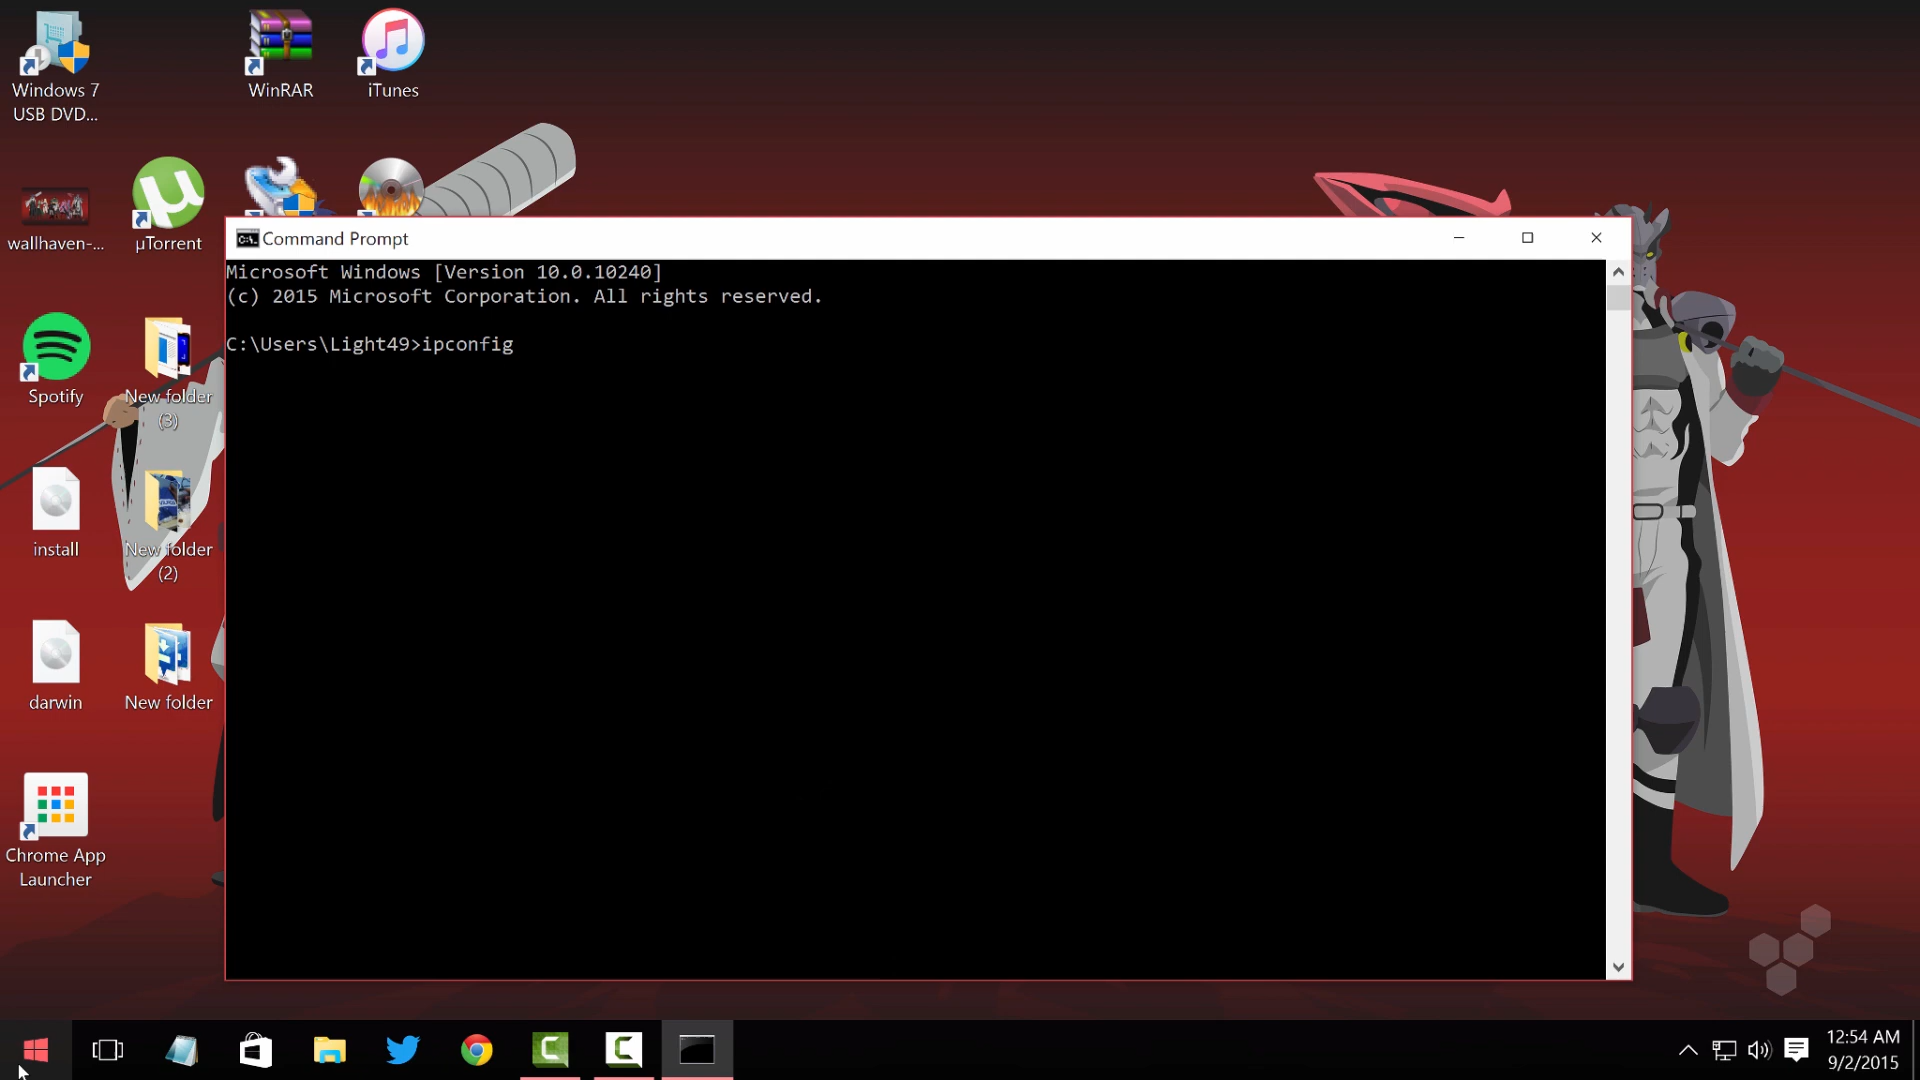 Windows 7
USB DVD...
WinRAR
iTunes
wallhaven-...
µTorrent
Command Prompt
Microsoft Windows [Version 10.0.10240]
(c) 2015 Microsoft Corporation. All rights reserved.
C:\Users\Light49>ipconfig
Spotify
New folder
(3)
install
New folder
(2)
darwin
New folder
Chrome App
Launcher
12:54 AM
9/2/2015